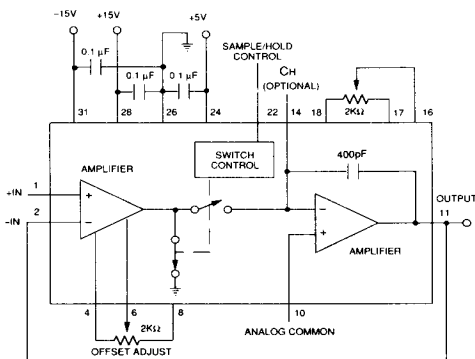 -15V +15V +5V
0.1 µF
0.1 µF 0.1 µF
SAMPLE/HOLD
CONTROL
CH
(OPTIONAL)
2KΩ
31 28 26 24 22 14 18 17 16
SWITCH
CONTROL
400pF
AMPLIFIER
+IN 1 +
-IN 2 −
−
+
AMPLIFIER
OUTPUT
11
4 6 2KΩ 8 10
OFFSET ADJUST
ANALOG COMMON